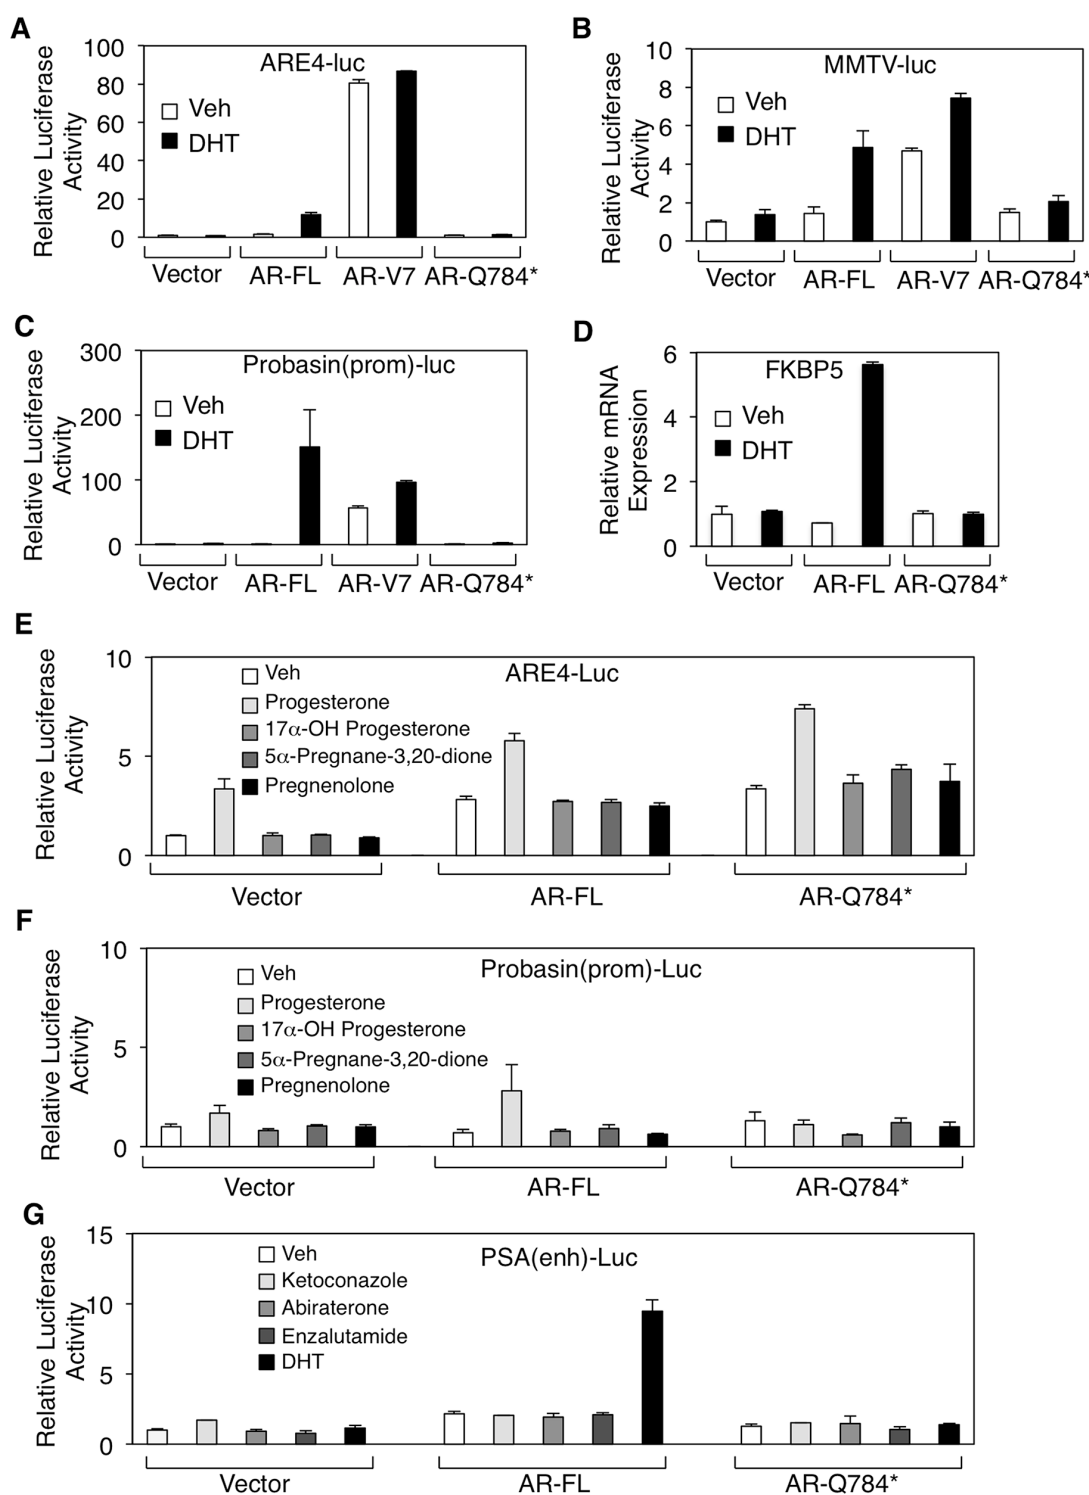 A
Relative Luciferase
Activity
100
80
60
40
20
0
ARE4-luc
Veh
DHT
Vector
AR-FL
AR-V7
AR-Q784*
B
Relative Luciferase
Activity
10
8
6
4
2
0
MMTV-luc
Veh
DHT
Vector
AR-FL
AR-V7
AR-Q784*
C
Relative Luciferase
Activity
300
200
100
0
Probasin(prom)-luc
Veh
DHT
Vector
AR-FL
AR-V7
AR-Q784*
D
Relative mRNA
Expression
6
4
2
0
FKBP5
Veh
DHT
Vector
AR-FL
AR-Q784*
E
Relative Luciferase
Activity
10
5
0
ARE4-Luc
Veh
Progesterone
17α-OH Progesterone
5α-Pregnane-3,20-dione
Pregnenolone
Vector
AR-FL
AR-Q784*
F
Relative Luciferase
Activity
10
5
0
Probasin(prom)-Luc
Veh
Progesterone
17α-OH Progesterone
5α-Pregnane-3,20-dione
Pregnenolone
Vector
AR-FL
AR-Q784*
G
Relative Luciferase
Activity
15
10
5
0
PSA(enh)-Luc
Veh
Ketoconazole
Abiraterone
Enzalutamide
DHT
Vector
AR-FL
AR-Q784*